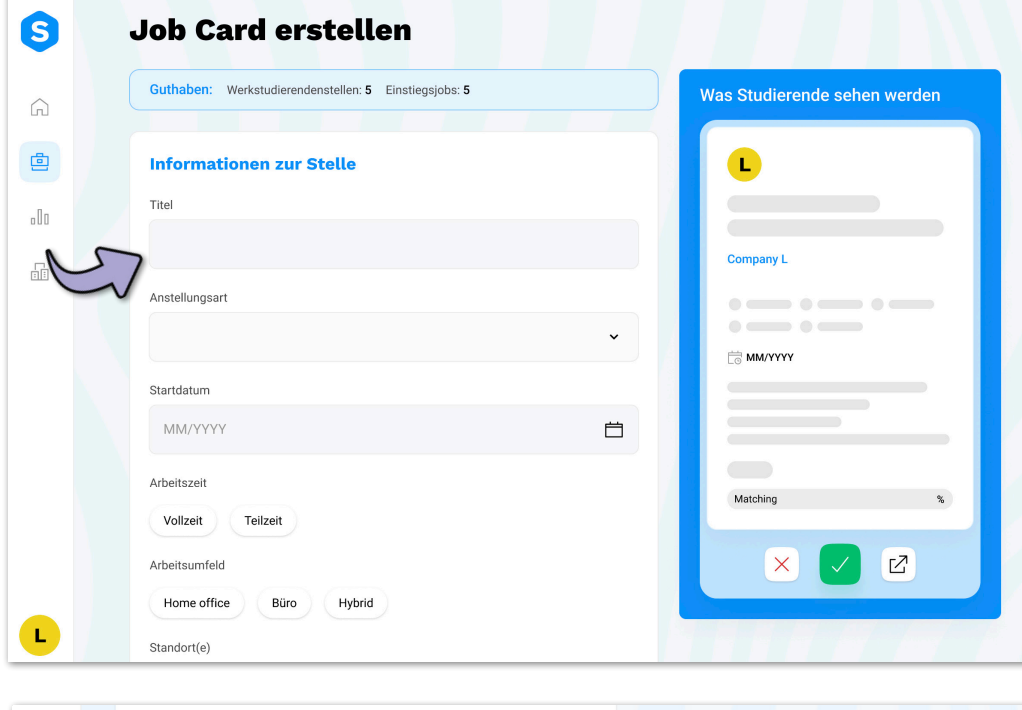 S
Job Card erstellen
Guthaben: Werkstudierendenstellen: 5 Einstiegsjobs: 5
Informationen zur Stelle
Titel
Anstellungsart
Startdatum
MM/YYYY
Arbeitszeit
Vollzeit Teilzeit
Arbeitsumfeld
Home office Büro Hybrid
Standort(e)
L
Was Studierende sehen werden
L
Company L
MM/YYYY
Matching %